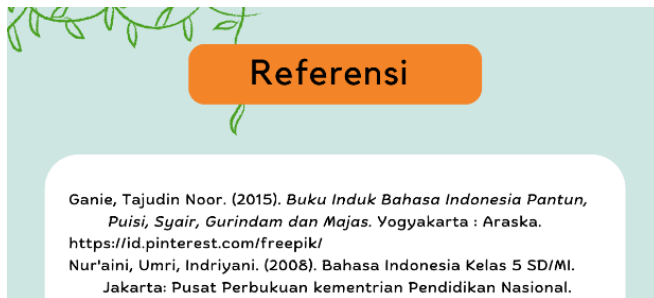 Referensi
Ganie, Tajudin Noor. (2015). Buku Induk Bahasa Indonesia Pantun,
Puisi, Syair, Gurindam dan Majas. Yogyakarta : Araska.
https://id.pinterest.com/freepik/
Nur'aini, Umri, Indriyani. (2008). Bahasa Indonesia Kelas 5 SD/MI.
Jakarta: Pusat Perbukuan kementrian Pendidikan Nasional.